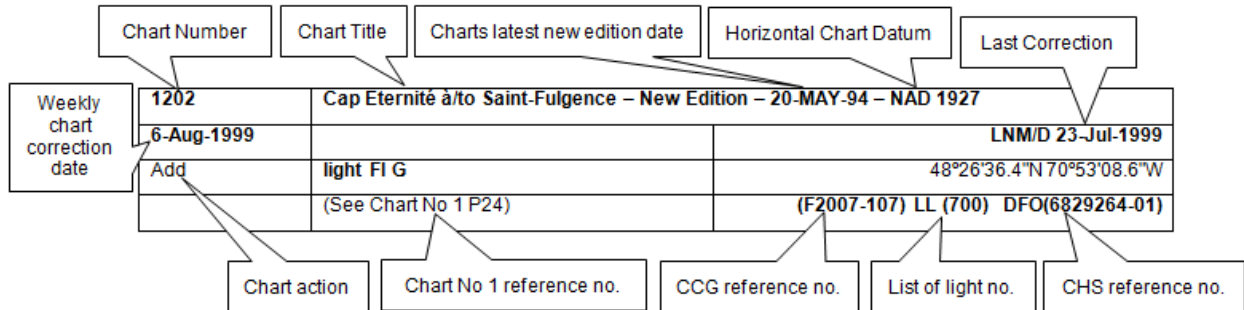 Chart Number
Chart Title
Charts latest new edition date
Horizontal Chart Datum
Last Correction
Weekly
chart
correction
date
1202 Cap Eternité à/to Saint-Fulgence – New Edition – 20-MAY-94 – NAD 1927
6-Aug-1999 LNM/D 23-Jul-1999
Add light Fl G 48°26'36.4"N 70°53'08.6"W
(See Chart No 1 P24) (F2007-107) LL (700) DFO(6829264-01)
Chart action
Chart No 1 reference no.
CCG reference no.
List of light no.
CHS reference no.